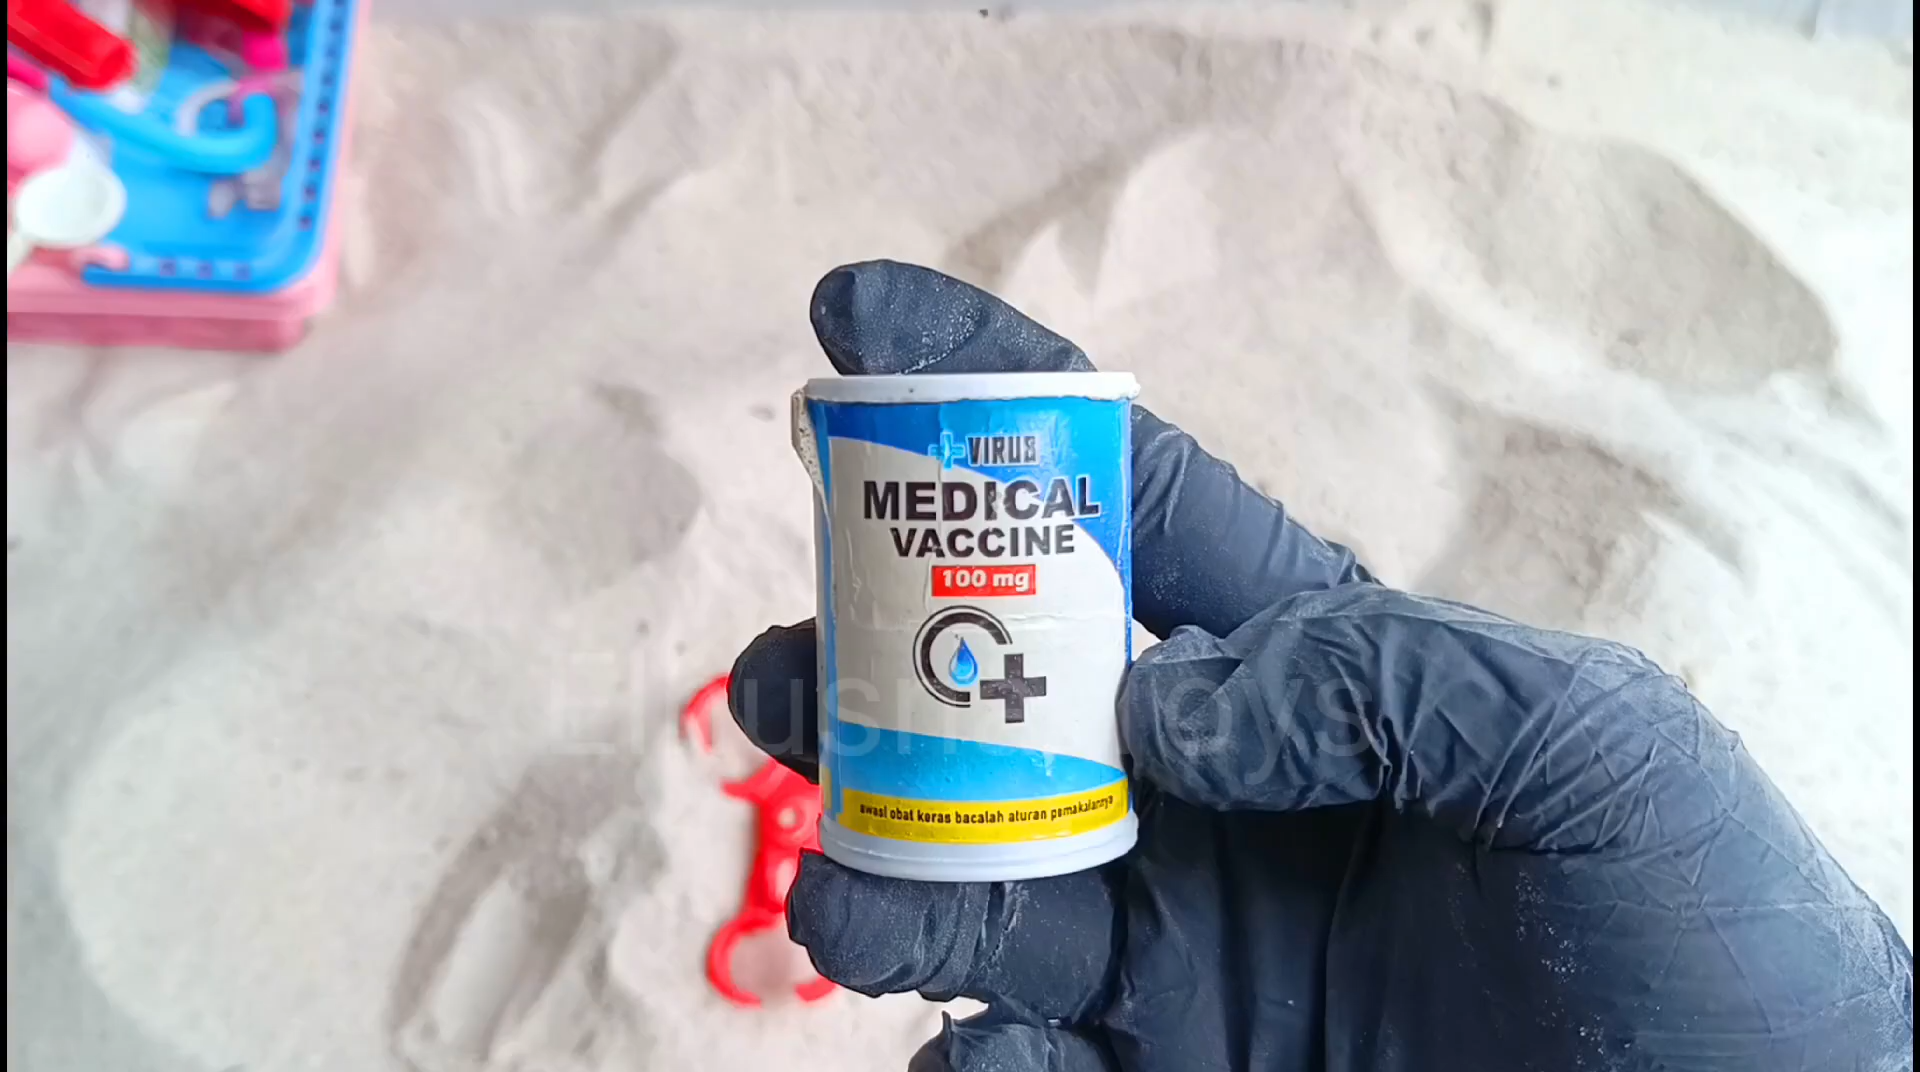 VIRUS
MEDICAL
VACCINE
100 mg
awasi obat keras bacalah aturan pemakaiannya